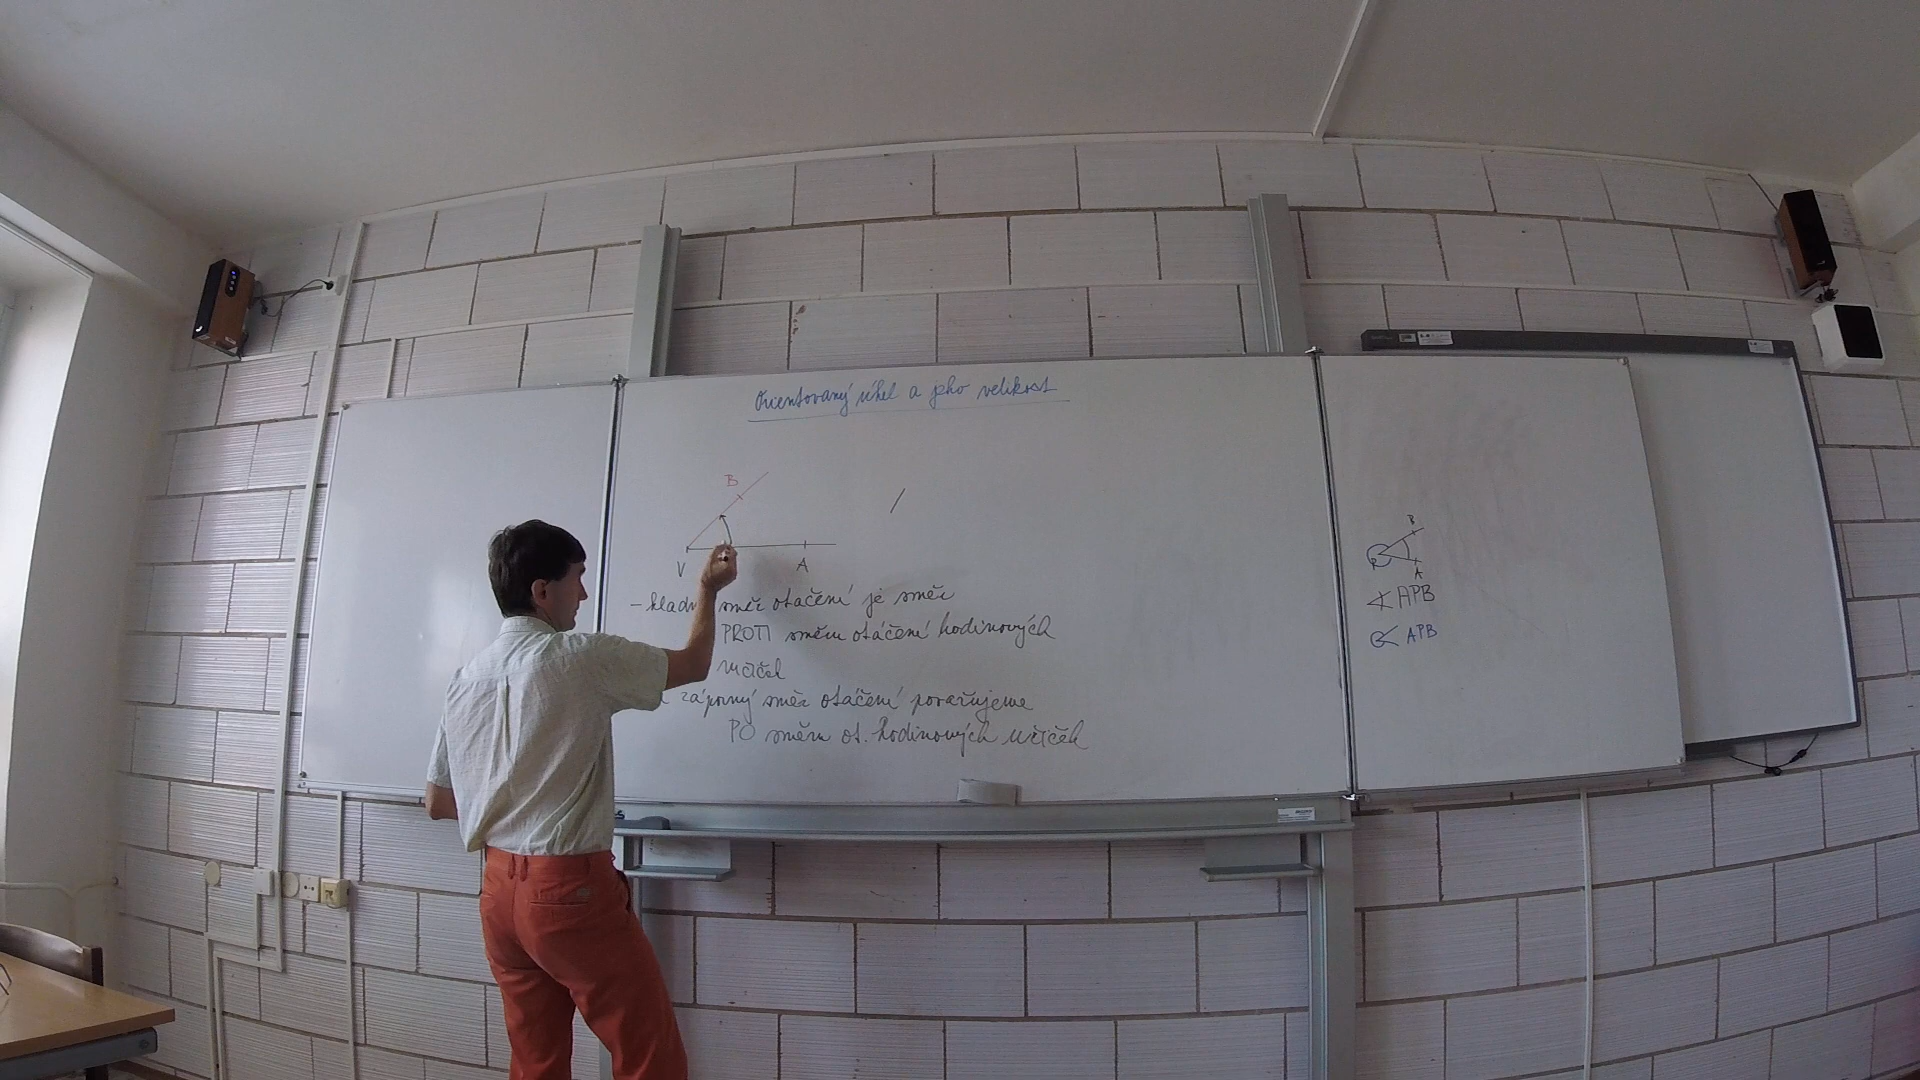 Orientovaný úhel a jeho velikost
B
V A
- kladný směr otáčení je směr
PROTI směru otáčení hodinových
ručiček
záporný směr otáčení považujeme
PO směru ot. hodinových ručiček
B
P
A
∢ APB
APB